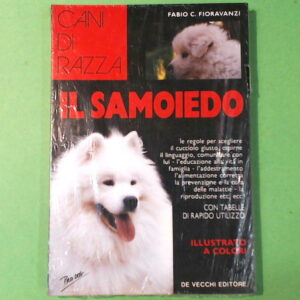 CANI
DI
RAZZA
FABIO C. FIORAVANZI
IL SAMOIEDO
le regole per scegliere
il cucciolo giusto, capirne
il linguaggio, comunicare con
lui - l'educazione alla vita in
famiglia - l'addestramento
l'alimentazione corretta
la prevenzione e la cura
delle malattie - la
riproduzione etc. etc.
CON TABELLE
DI RAPIDO UTILIZZO
ILLUSTRATO
A COLORI
DE VECCHI EDITORE